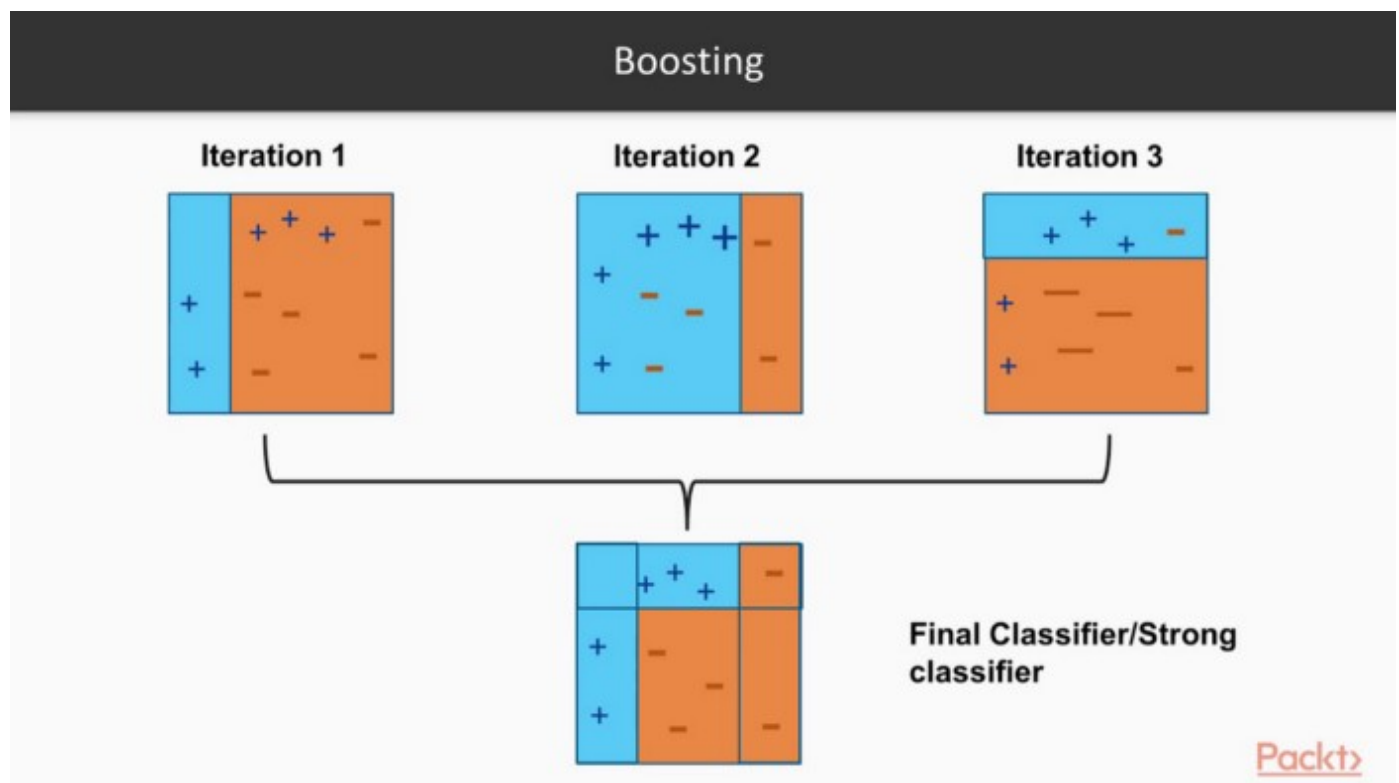 Boosting
Iteration 1
Iteration 2
Iteration 3
Final Classifier/Strong
classifier
Packt>